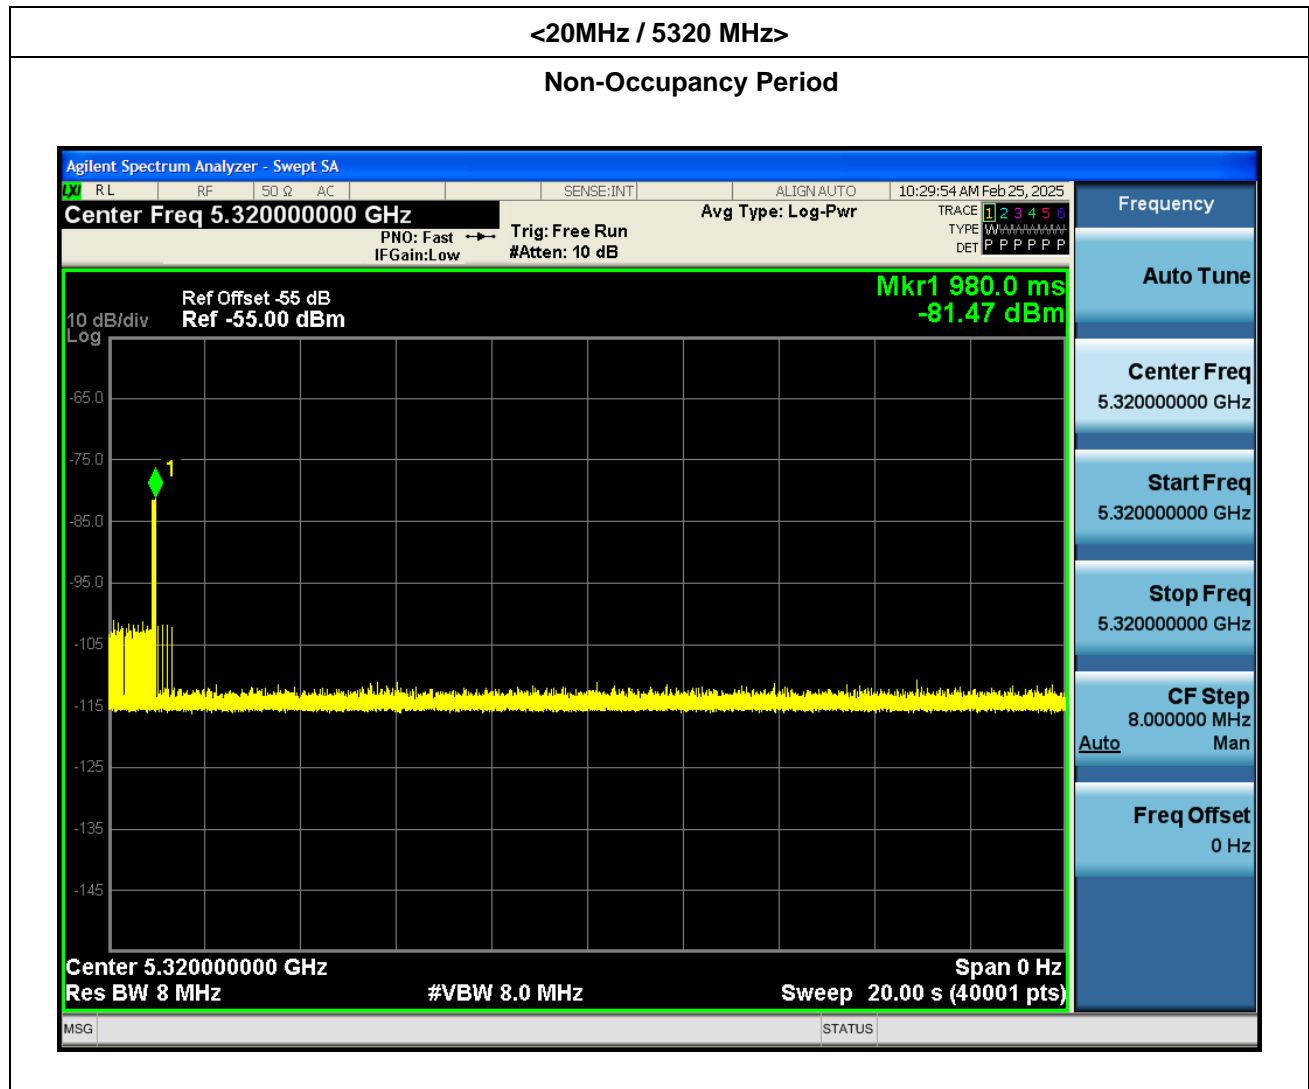 <20MHz / 5320 MHz>
Non-Occupancy Period
Agilent Spectrum Analyzer - Swept SA
LXI RL RF 50 Ω AC SENSE:INT ALIGN AUTO 10:29:54 AM Feb 25, 2025
Center Freq 5.320000000 GHz
PNO: Fast
IFGain:Low
Trig: Free Run
#Atten: 10 dB
Avg Type: Log-Pwr
TRACE 1 2 3 4 5 6
TYPE W
DET P P P P P P
Mkr1 980.0 ms
-81.47 dBm
Ref Offset -55 dB
10 dB/div Ref -55.00 dBm
Log
-65.0
-75.0
1
-85.0
-95.0
-105
-115
-125
-135
-145
Center 5.320000000 GHz Span 0 Hz
Res BW 8 MHz #VBW 8.0 MHz Sweep 20.00 s (40001 pts)
MSG STATUS
Frequency
Auto Tune
Center Freq
5.320000000 GHz
Start Freq
5.320000000 GHz
Stop Freq
5.320000000 GHz
CF Step
8.000000 MHz
Auto Man
Freq Offset
0 Hz